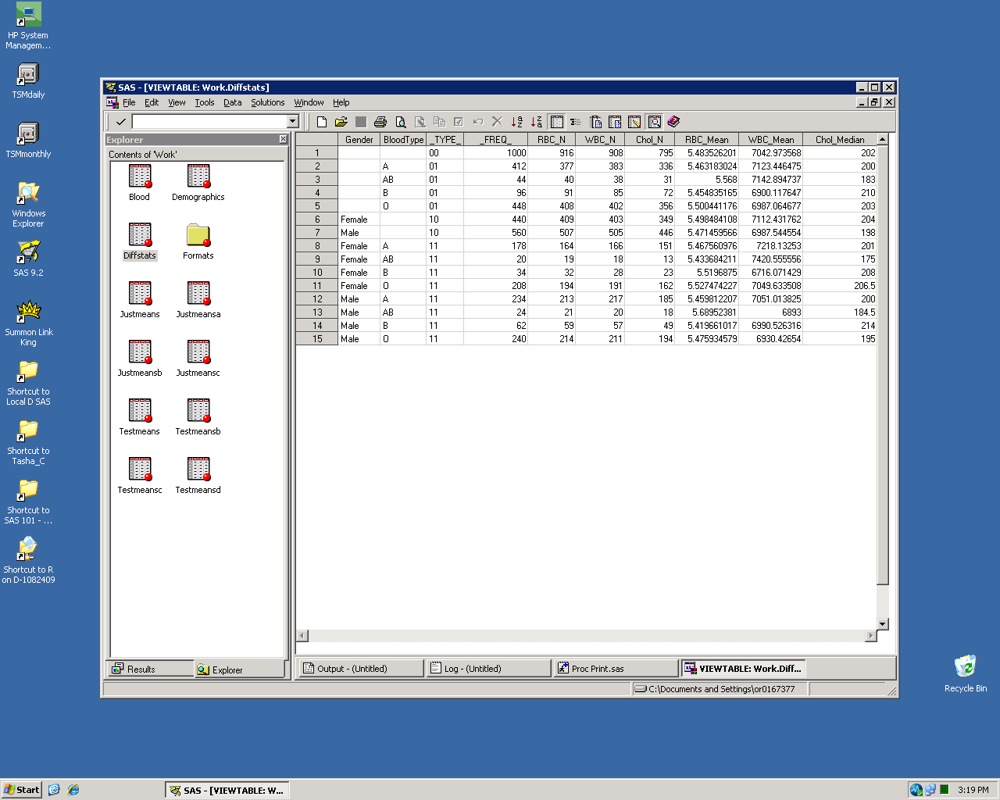 HP System
Managem...
TSMdaily
TSMmonthly
Windows
Explorer
SAS 9.2
Summon Link
King
Shortcut to
Local D SAS
Shortcut to
Tasha_C
Shortcut to
SAS 101 - ...
Shortcut to R
on D-1082409
SAS - [VIEWTABLE: Work.Diffstats]
File Edit View Tools Data Solutions Window Help
Explorer
Contents of 'Work'
Blood Demographics
Diffstats Formats
Justmeans Justmeansa
Justmeansb Justmeansc
Testmeans Testmeansb
Testmeansc Testmeansd
Results Explorer
Gender BloodType _TYPE_ _FREQ_ RBC_N WBC_N Chol_N RBC_Mean WBC_Mean Chol_Median
1 00 1000 916 908 795 5.483526201 7042.973568 202
2 A 01 412 377 383 336 5.463183024 7123.446475 200
3 AB 01 44 40 38 31 5.568 7142.894737 183
4 B 01 96 91 85 72 5.454835165 6900.117647 210
5 O 01 448 408 402 356 5.500441176 6987.064677 203
6 Female 10 440 409 403 349 5.498484108 7112.431762 204
7 Male 10 560 507 505 446 5.471459566 6987.544554 198
8 Female A 11 178 164 166 151 5.467560976 7218.13253 201
9 Female AB 11 20 19 18 13 5.433684211 7420.555556 175
10 Female B 11 34 32 28 23 5.5196875 6716.071429 208
11 Female O 11 208 194 191 162 5.527474227 7049.633508 206.5
12 Male A 11 234 213 217 185 5.459812207 7051.013825 200
13 Male AB 11 24 21 20 18 5.68952381 6893 184.5
14 Male B 11 62 59 57 49 5.419661017 6990.526316 214
15 Male O 11 240 214 211 194 5.475934579 6930.42654 195
Output - (Untitled) Log - (Untitled) Proc Print.sas VIEWTABLE: Work.Diff...
C:\Documents and Settings\or0167377
Recycle Bin
Start SAS - [VIEWTABLE: W... 3:19 PM